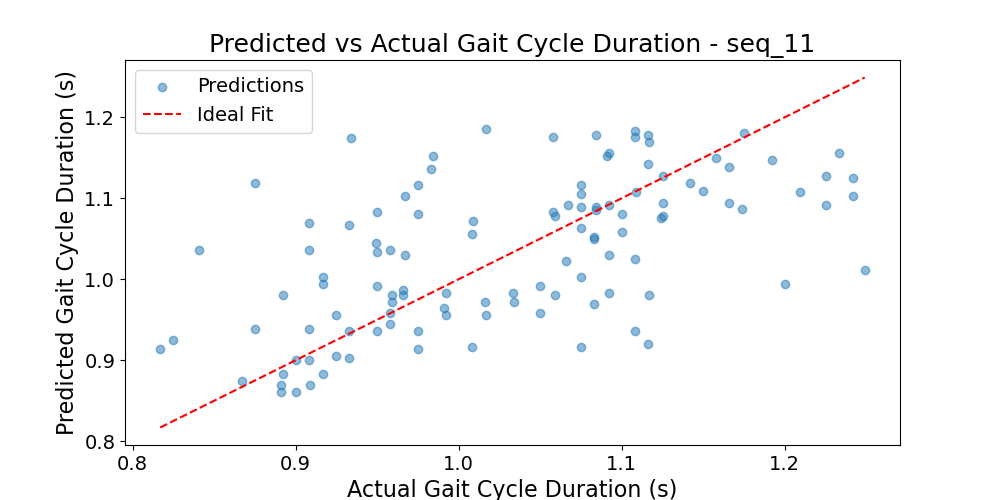 Predicted vs Actual Gait Cycle Duration - seq_11
Predictions
Ideal Fit
Predicted Gait Cycle Duration (s)
1.2
1.1
1.0
0.9
0.8
0.8 0.9 1.0 1.1 1.2
Actual Gait Cycle Duration (s)